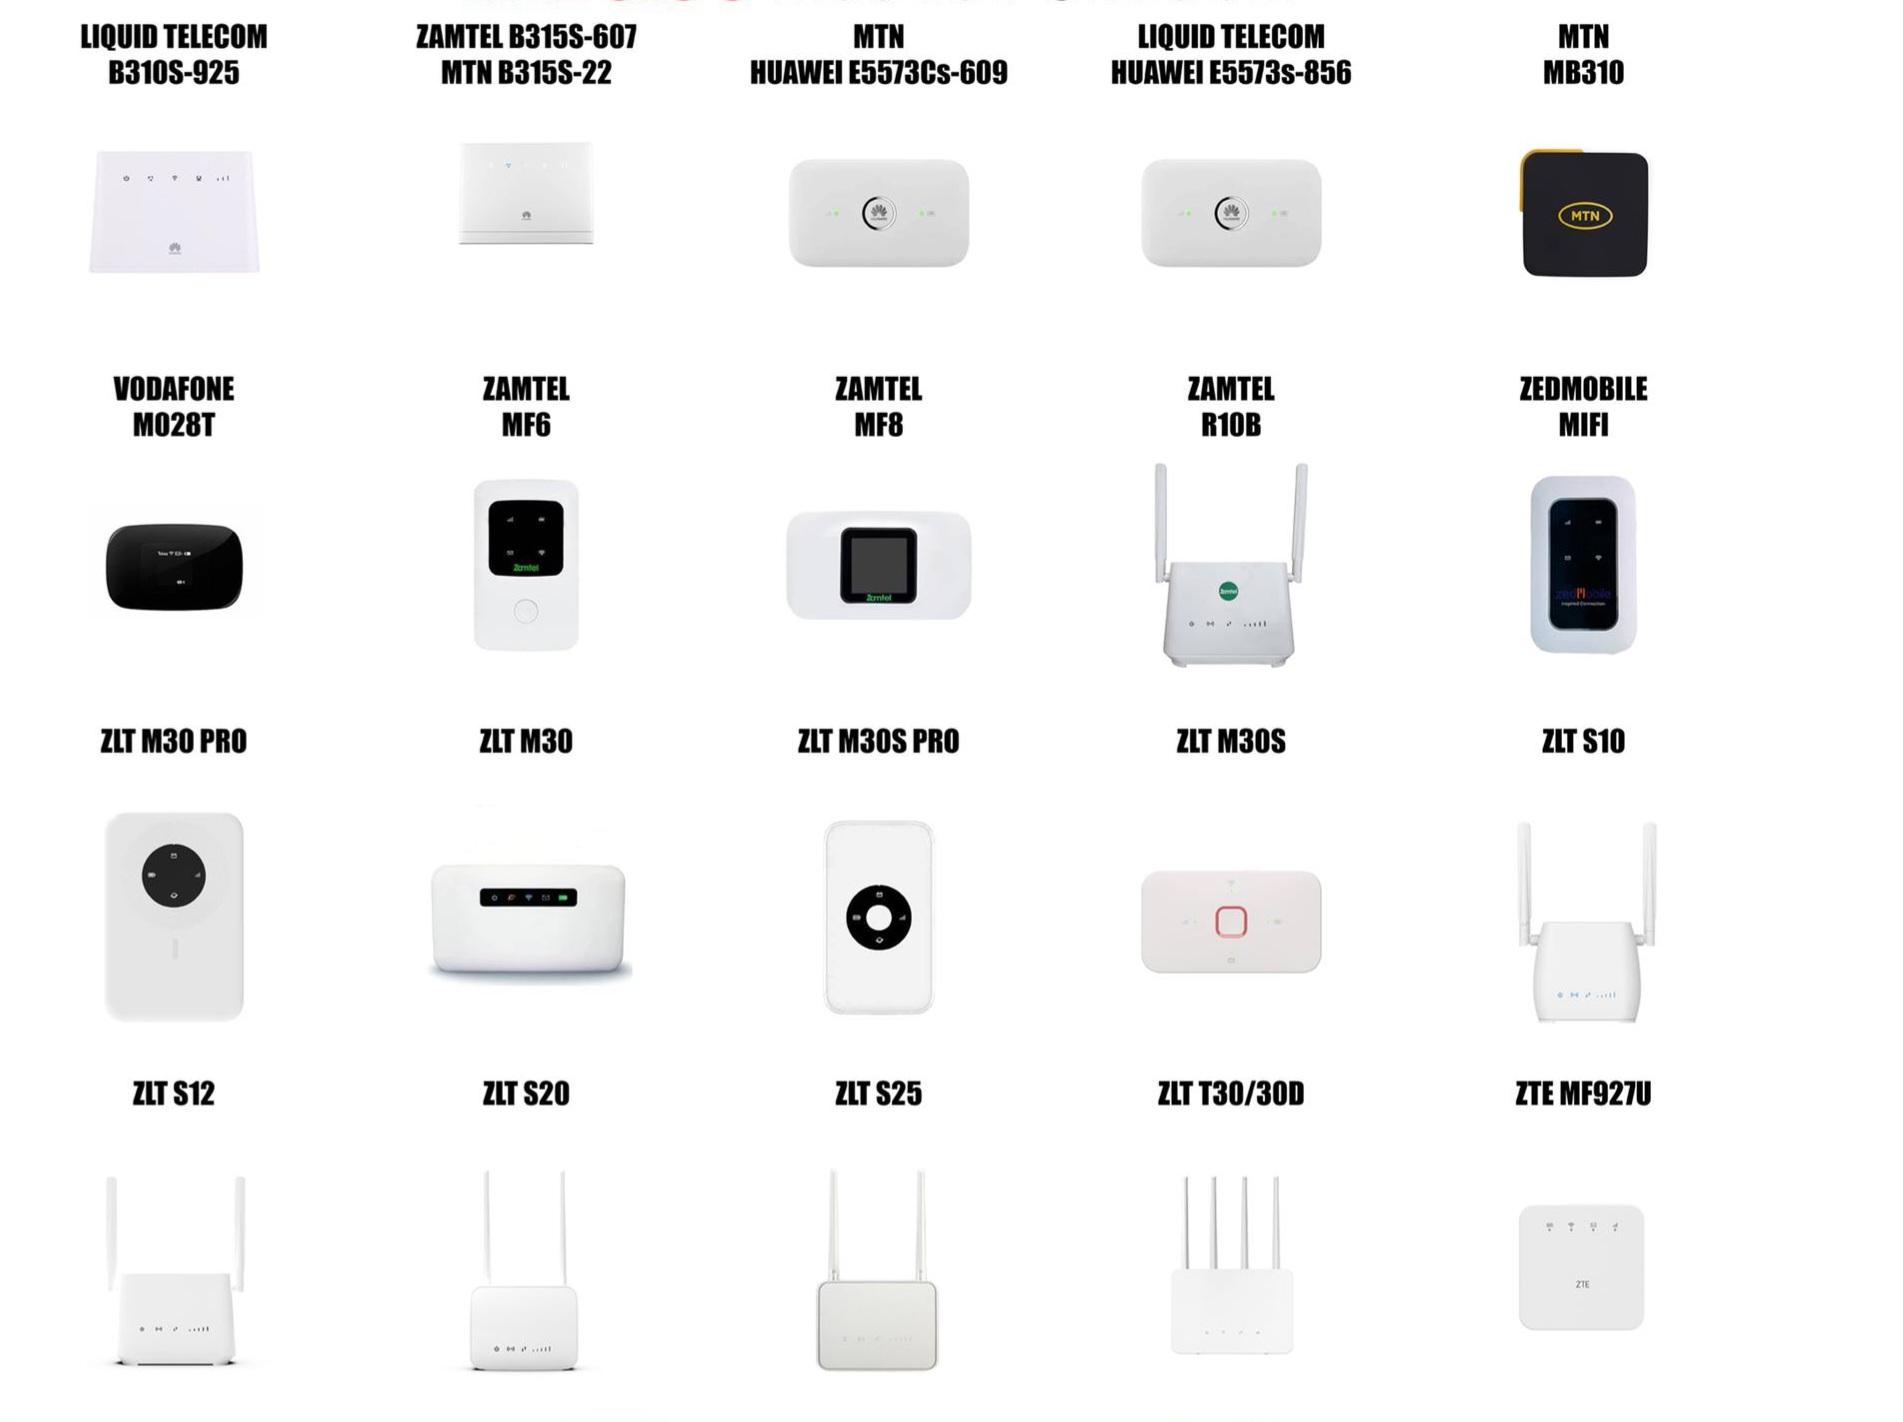 LIQUID TELECOM
B310S-925
ZAMTEL B315S-607
MTN B315S-22
MTN
HUAWEI E5573Cs-609
LIQUID TELECOM
HUAWEI E5573s-856
MTN
MB310
MTN
VODAFONE
M028T
ZAMTEL
MF6
ZAMTEL
MF8
ZAMTEL
R10B
ZEDMOBILE
MIFI
Zamtel
Zamtel
Zamtel
zedMobile
Inspired Connection
ZLT M30 PRO
ZLT M30
ZLT M30S PRO
ZLT M30S
ZLT S10
ZLT S12
ZLT S20
ZLT S25
ZLT T30/30D
ZTE MF927U
ZTE